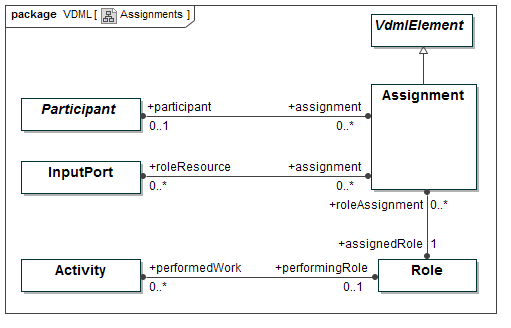 package VDML [ Assignments ]
VdmlElement
Assignment
Participant
+participant
+assignment
0..1
0..*
InputPort
+roleResource
+assignment
0..*
0..*
+roleAssignment
0..*
+assignedRole
1
Activity
+performedWork
+performingRole
Role
0..*
0..1